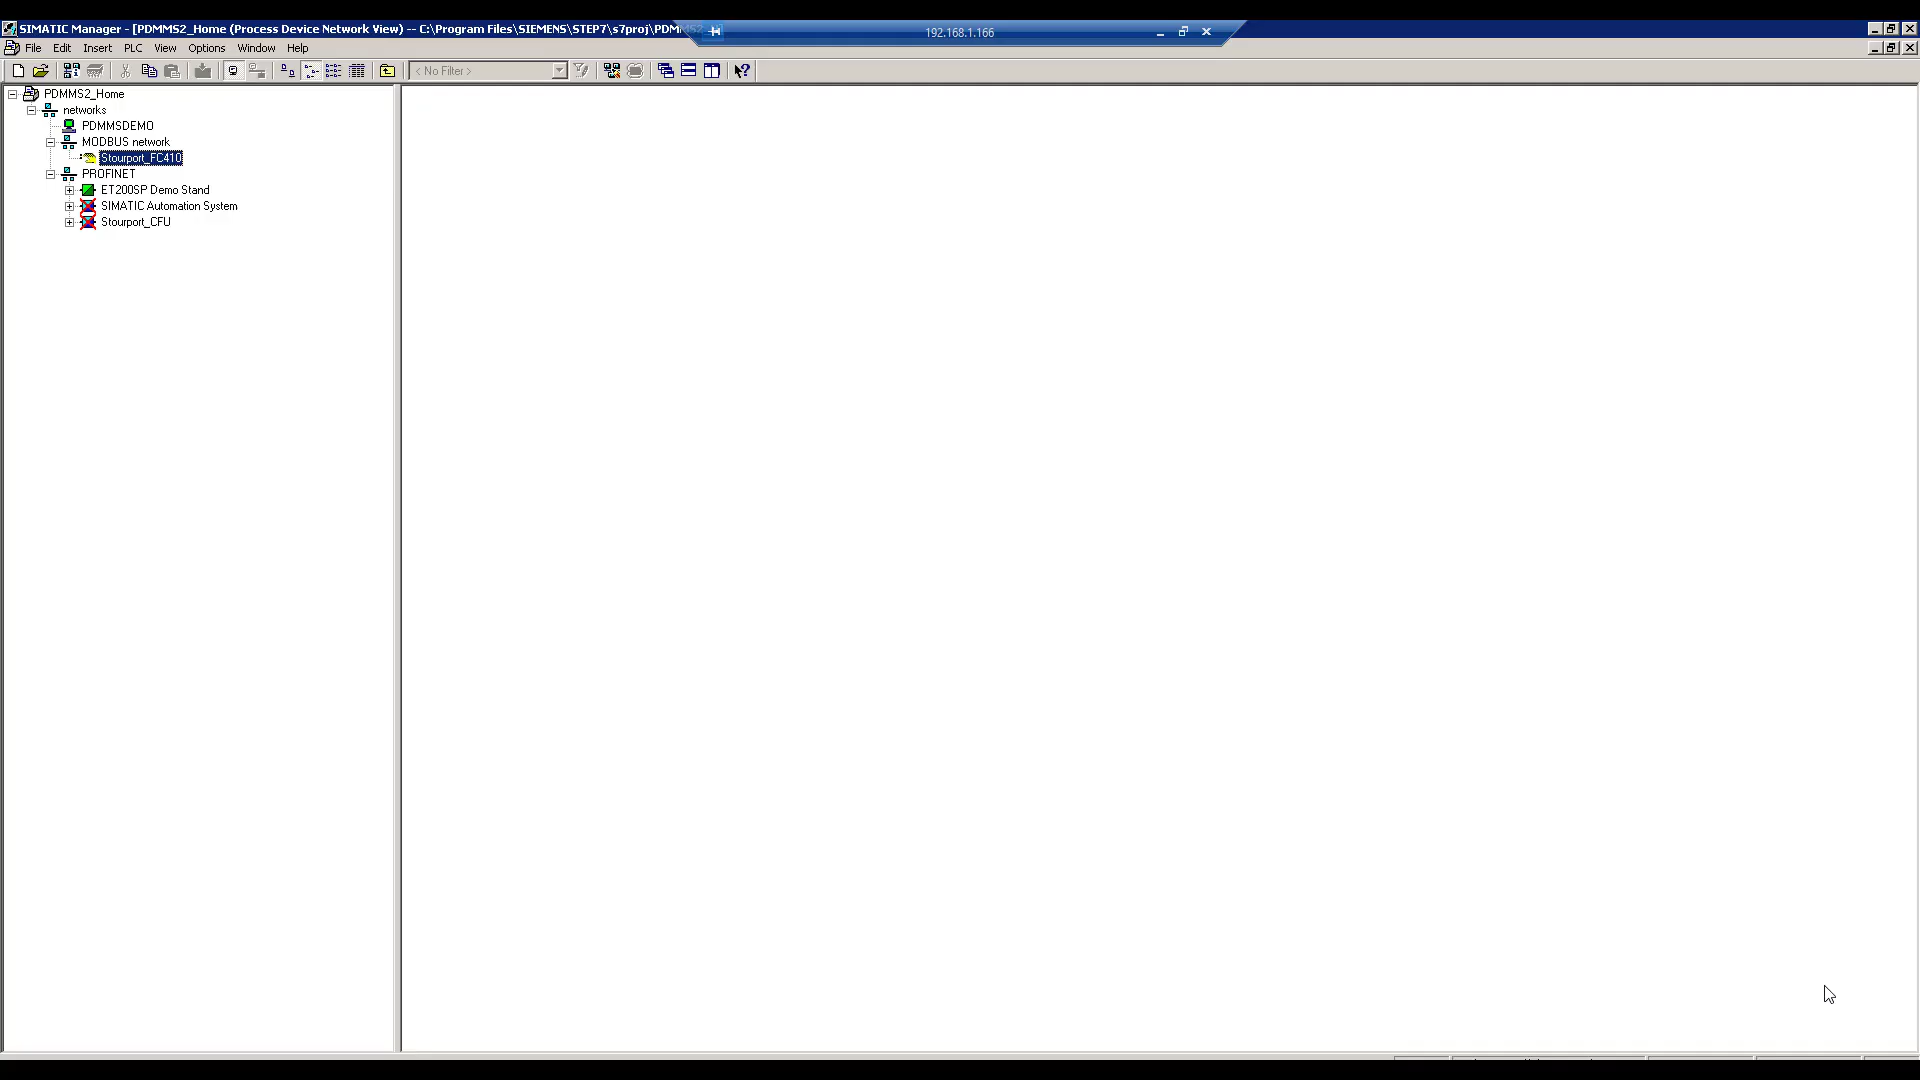 SIMATIC Manager - [PDMMS2_Home (Process Device Network View) -- C:\Program Files\SIEMENS\STEP7\s7proj\PDMMS2
192.168.1.166
File Edit Insert PLC View Options Window Help
< No Filter >
PDMMS2_Home
networks
PDMMSDEMO
MODBUS network
Stourport_FC410
PROFINET
ET200SP Demo Stand
SIMATIC Automation System
Stourport_CFU